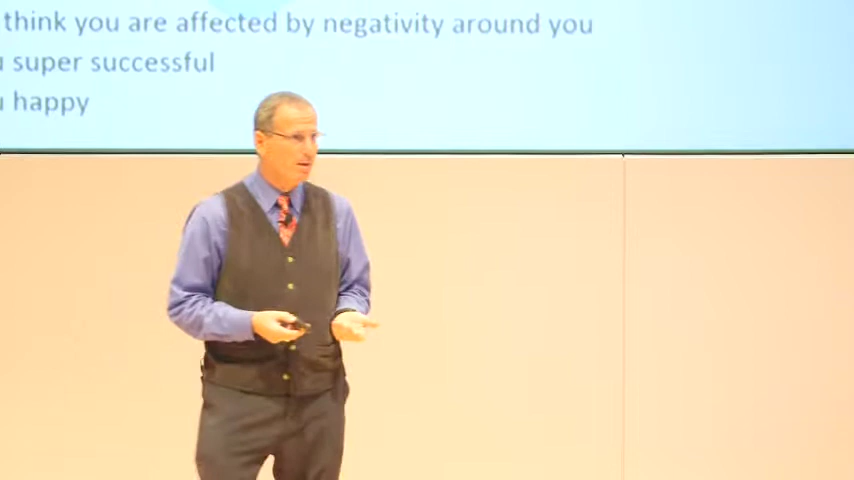 think you are affected by negativity around you
super successful
happy